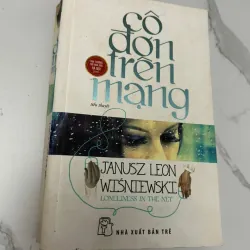 cô
đơn
trên
mạng
tiểu thuyết
JANUSZ LEON
WIŚNIEWSKI
LONELINESS IN THE NET
NHÀ XUẤT BẢN TRẺ